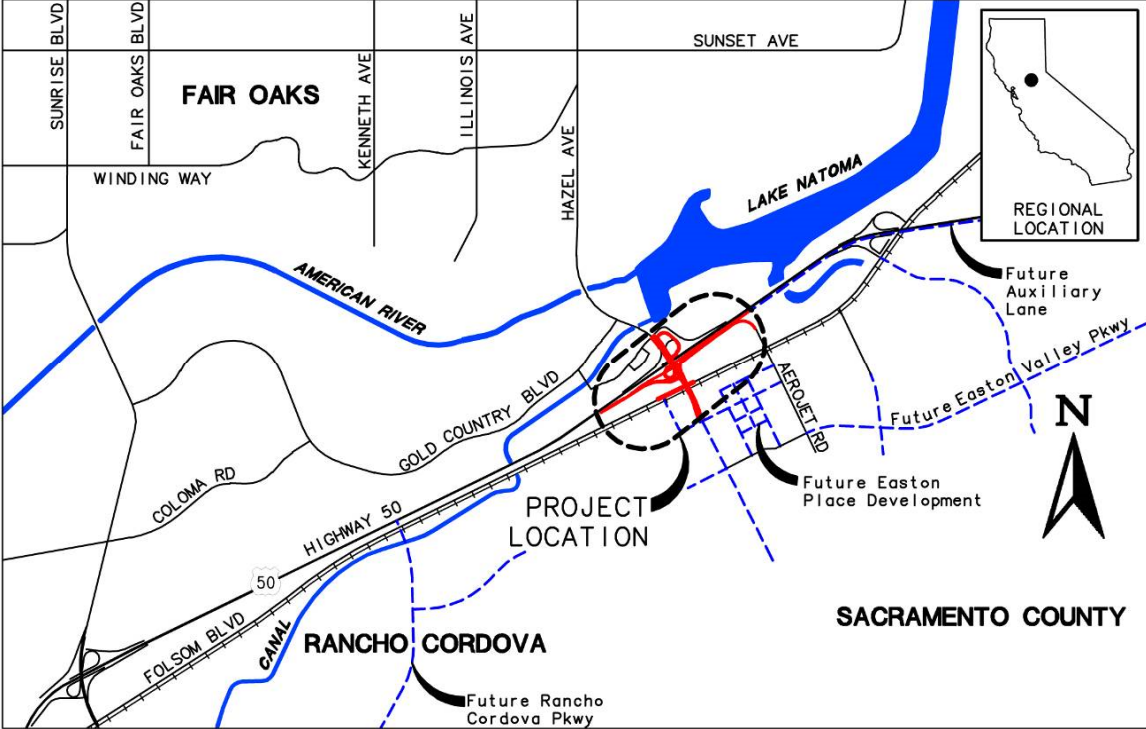 SUNRISE BLVD
FAIR OAKS BLVD
KENNETH AVE
ILLINOIS AVE
SUNSET AVE
FAIR OAKS
WINDING WAY
HAZEL AVE
LAKE NATOMA
REGIONAL
LOCATION
AMERICAN RIVER
Future
Auxiliary
Lane
Future Easton Valley Pkwy
AEROJET RD
GOLD COUNTRY BLVD
N
COLOMA RD
Future Easton
Place Development
PROJECT
LOCATION
HIGHWAY 50
50
FOLSOM BLVD
CANAL
RANCHO CORDOVA
SACRAMENTO COUNTY
Future Rancho
Cordova Pkwy